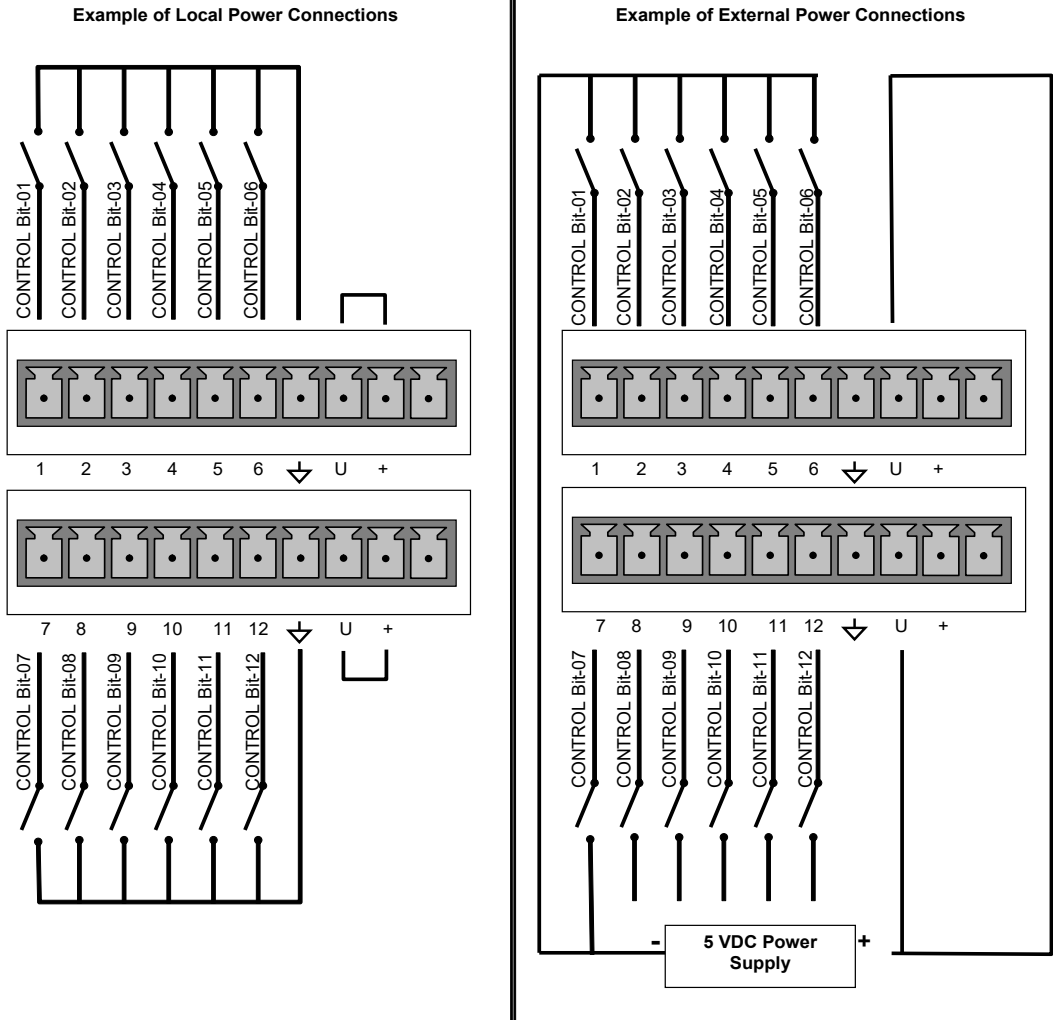 Example of Local Power Connections
CONTROL Bit-01
CONTROL Bit-02
CONTROL Bit-03
CONTROL Bit-04
CONTROL Bit-05
CONTROL Bit-06
1 2 3 4 5 6 U +
7 8 9 10 11 12 U +
CONTROL Bit-07
CONTROL Bit-08
CONTROL Bit-09
CONTROL Bit-10
CONTROL Bit-11
CONTROL Bit-12
Example of External Power Connections
CONTROL Bit-01
CONTROL Bit-02
CONTROL Bit-03
CONTROL Bit-04
CONTROL Bit-05
CONTROL Bit-06
1 2 3 4 5 6 U +
7 8 9 10 11 12 U +
CONTROL Bit-07
CONTROL Bit-08
CONTROL Bit-09
CONTROL Bit-10
CONTROL Bit-11
CONTROL Bit-12
- 5 VDC Power +
Supply